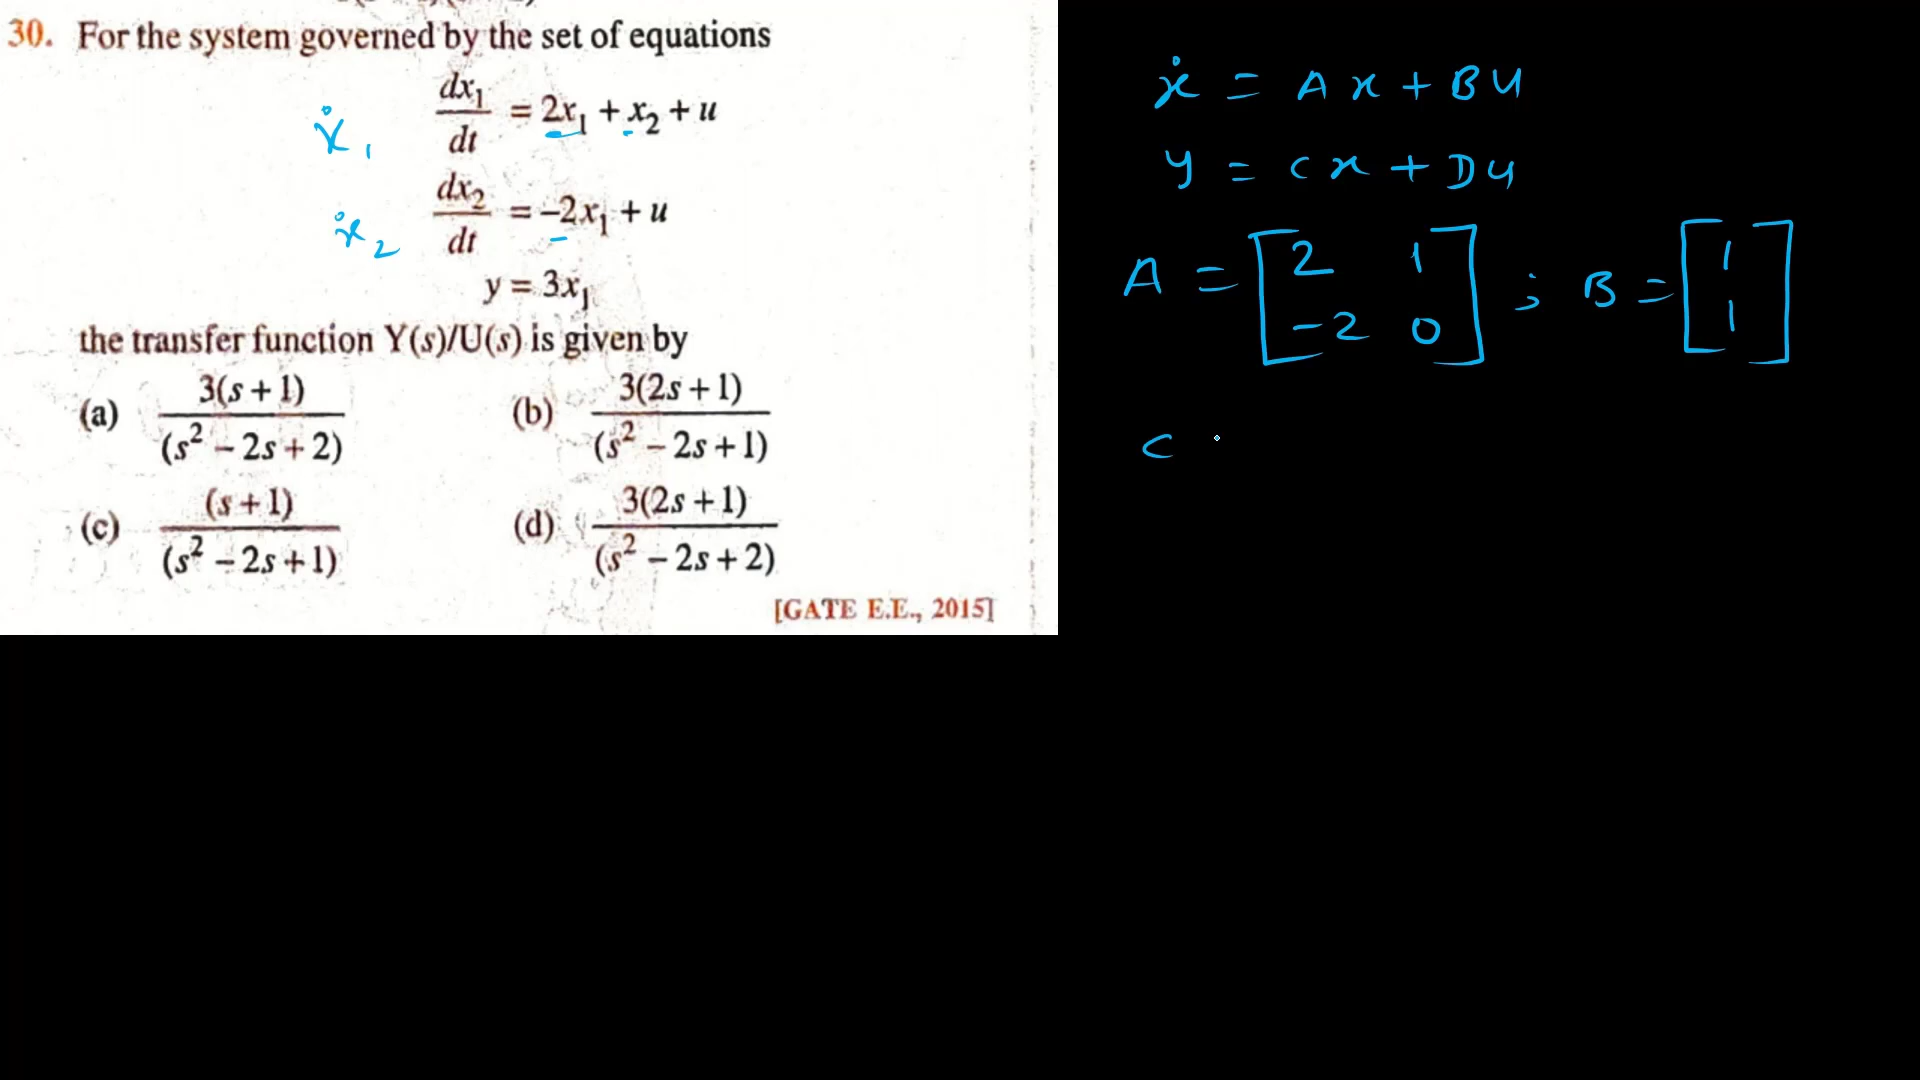 30. For the system governed by the set of equations
dx₁/dt = 2x₁ + x₂ + u
ẋ₁
dx₂/dt = –2x₁ + u
ẋ₂
y = 3x₁
the transfer function Y(s)/U(s) is given by
(a) 3(s + 1)/(s² – 2s + 2) (b) 3(2s + 1)/(s² – 2s + 1)
(c) (s + 1)/(s² – 2s + 1) (d) 3(2s + 1)/(s² – 2s + 2)
[GATE E.E., 2015]
ẋ = Ax + Bu
y = cx + Du
A = [2 1; -2 0] ; B = [1; 1]
C